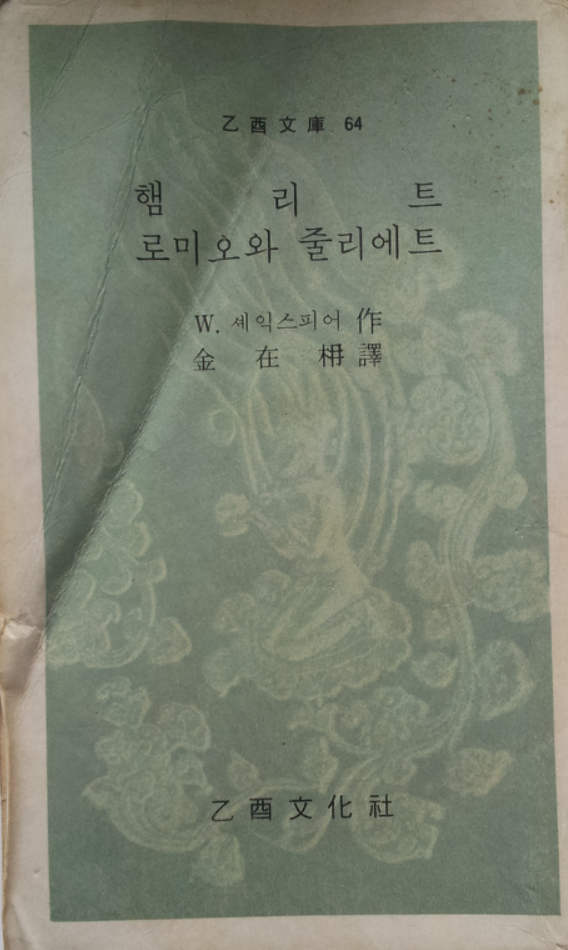 乙酉文庫 64
햄리트
로미오와 줄리에트
W. 셰익스피어 作
金在枏 譯
乙酉文化社